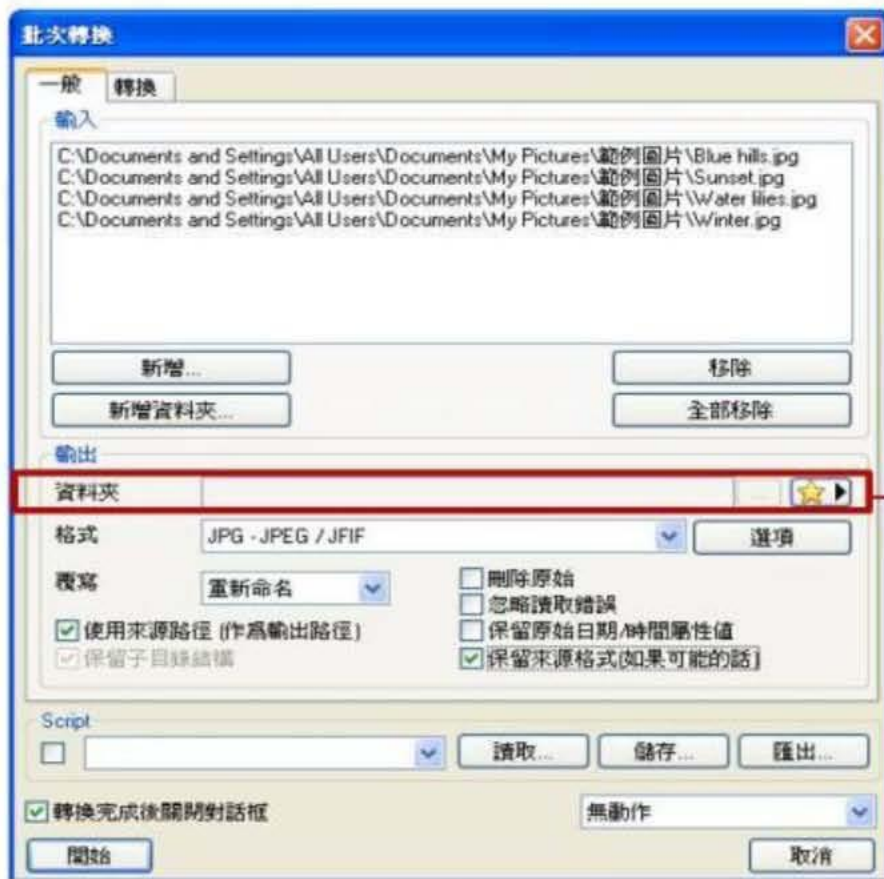 批次轉換
一般 轉換
輸入
C:\Documents and Settings\All Users\Documents\My Pictures\範例圖片\Blue hills.jpg
C:\Documents and Settings\All Users\Documents\My Pictures\範例圖片\Sunset.jpg
C:\Documents and Settings\All Users\Documents\My Pictures\範例圖片\Water lilies.jpg
C:\Documents and Settings\All Users\Documents\My Pictures\範例圖片\Winter.jpg
新增... 移除
新增資料夾... 全部移除
輸出
資料夾 ...
格式 JPG - JPEG / JFIF 選項
覆寫 重新命名 刪除原始
忽略讀取錯誤
使用來源路徑 (作爲輸出路徑) 保留原始日期/時間屬性值
保留子目錄結構 保留來源格式(如果可能的話)
Script
讀取... 儲存... 匯出...
轉換完成後關閉對話框 無動作
開始 取消